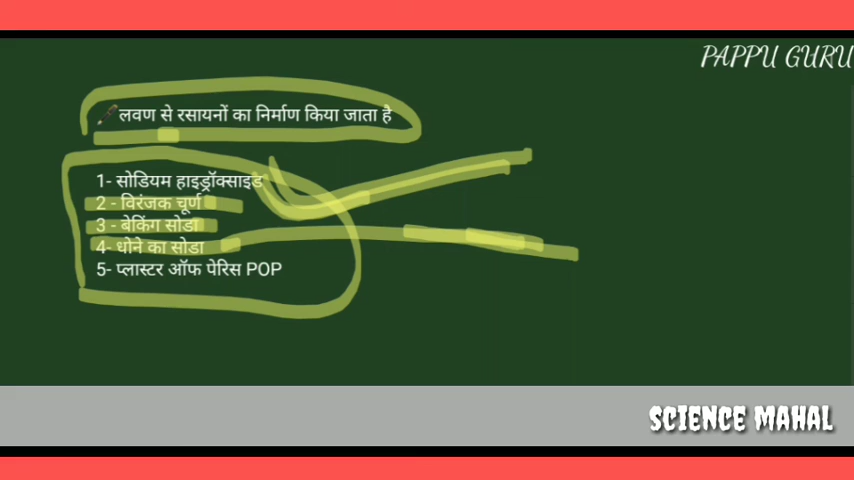 PAPPU GURU
लवण से रसायनों का निर्माण किया जाता है
1- सोडियम हाइड्रॉक्साइड
2 - विरंजक चूर्ण
3 - बेकिंग सोडा
4- धोने का सोडा
5- प्लास्टर ऑफ पेरिस POP
SCIENCE MAHAL